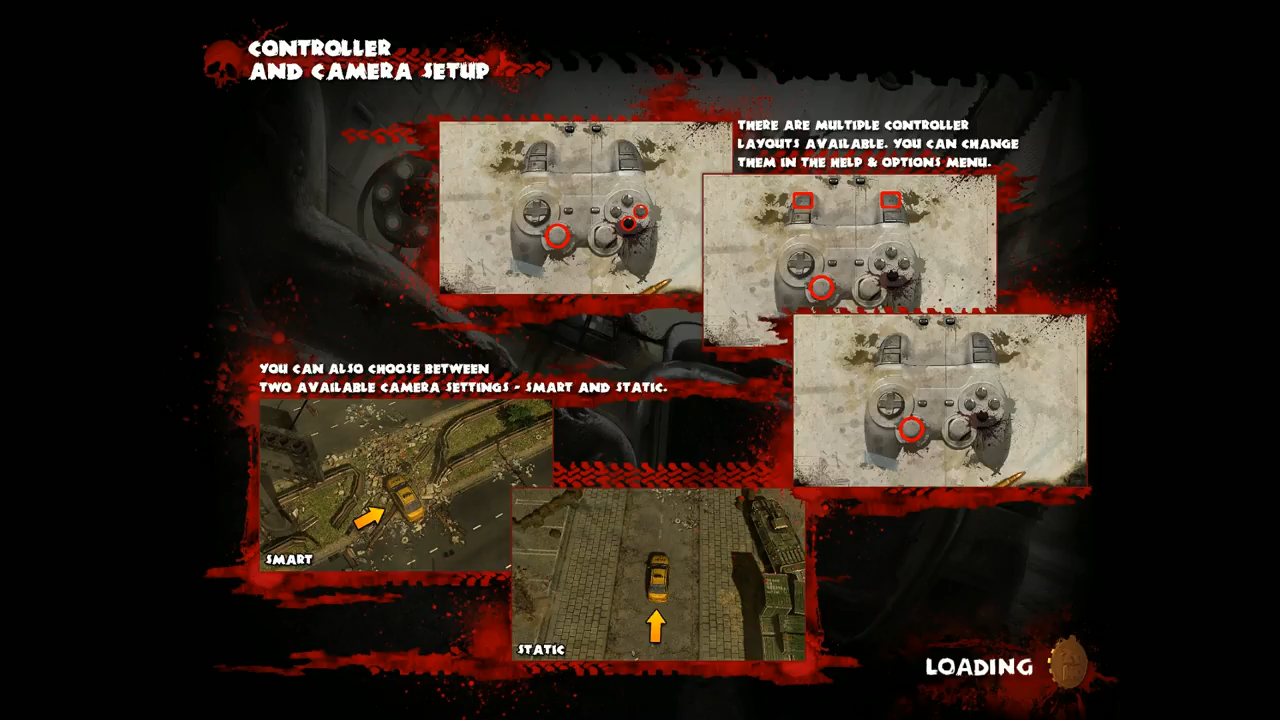 CONTROLLER
AND CAMERA SETUP
THERE ARE MULTIPLE CONTROLLER
LAYOUTS AVAILABLE. YOU CAN CHANGE
THEM IN THE HELP & OPTIONS MENU.
YOU CAN ALSO CHOOSE BETWEEN
TWO AVAILABLE CAMERA SETTINGS - SMART AND STATIC.
SMART
STATIC
LOADING